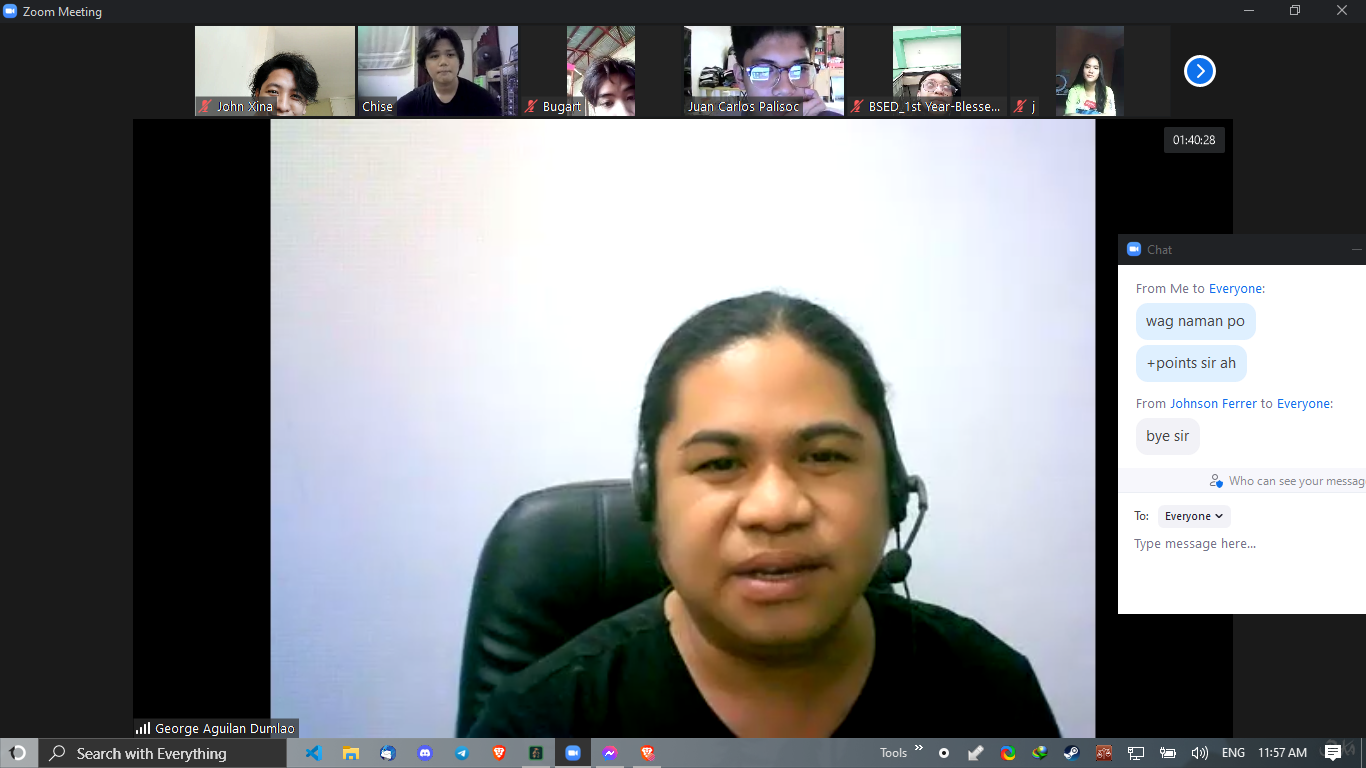 Zoom Meeting
John Xina
Chise
Bugart
Juan Carlos Palisoc
BSED_1st Year-Blesse...
j
01:40:28
Chat
From Me to Everyone:
wag naman po
+points sir ah
From Johnson Ferrer to Everyone:
bye sir
Who can see your messag
To: Everyone
Type message here...
George Aguilan Dumlao
Search with Everything
Tools
ENG
11:57 AM